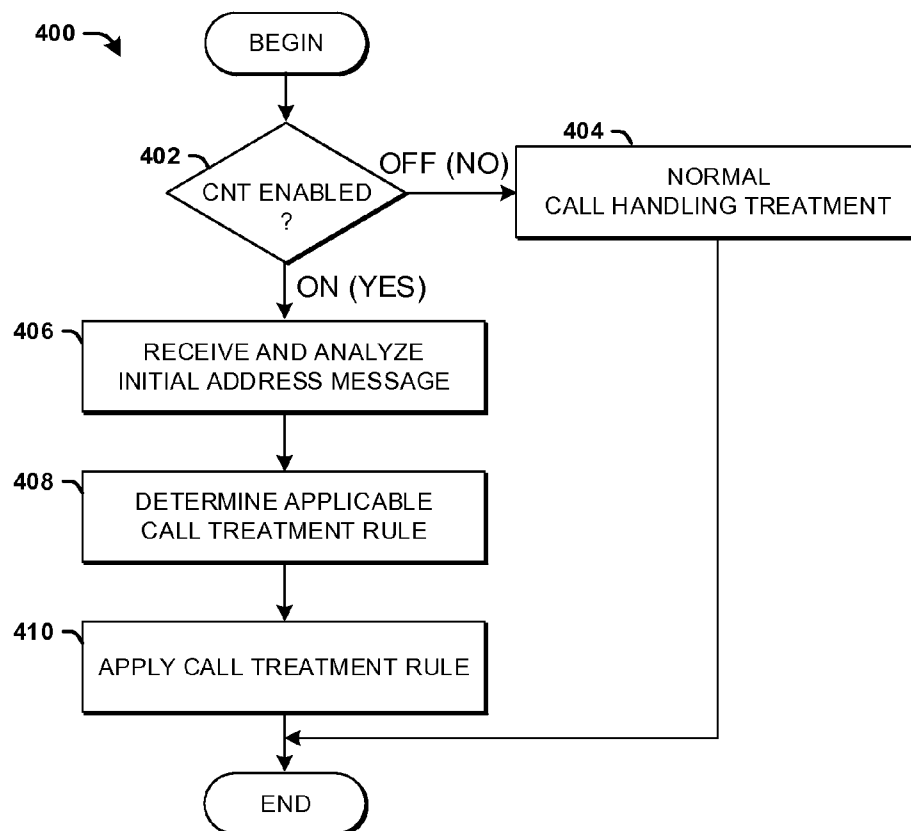 400
BEGIN
402
CNT ENABLED
?
OFF (NO)
404
NORMAL
CALL HANDLING TREATMENT
ON (YES)
406
RECEIVE AND ANALYZE
INITIAL ADDRESS MESSAGE
408
DETERMINE APPLICABLE
CALL TREATMENT RULE
410
APPLY CALL TREATMENT RULE
END